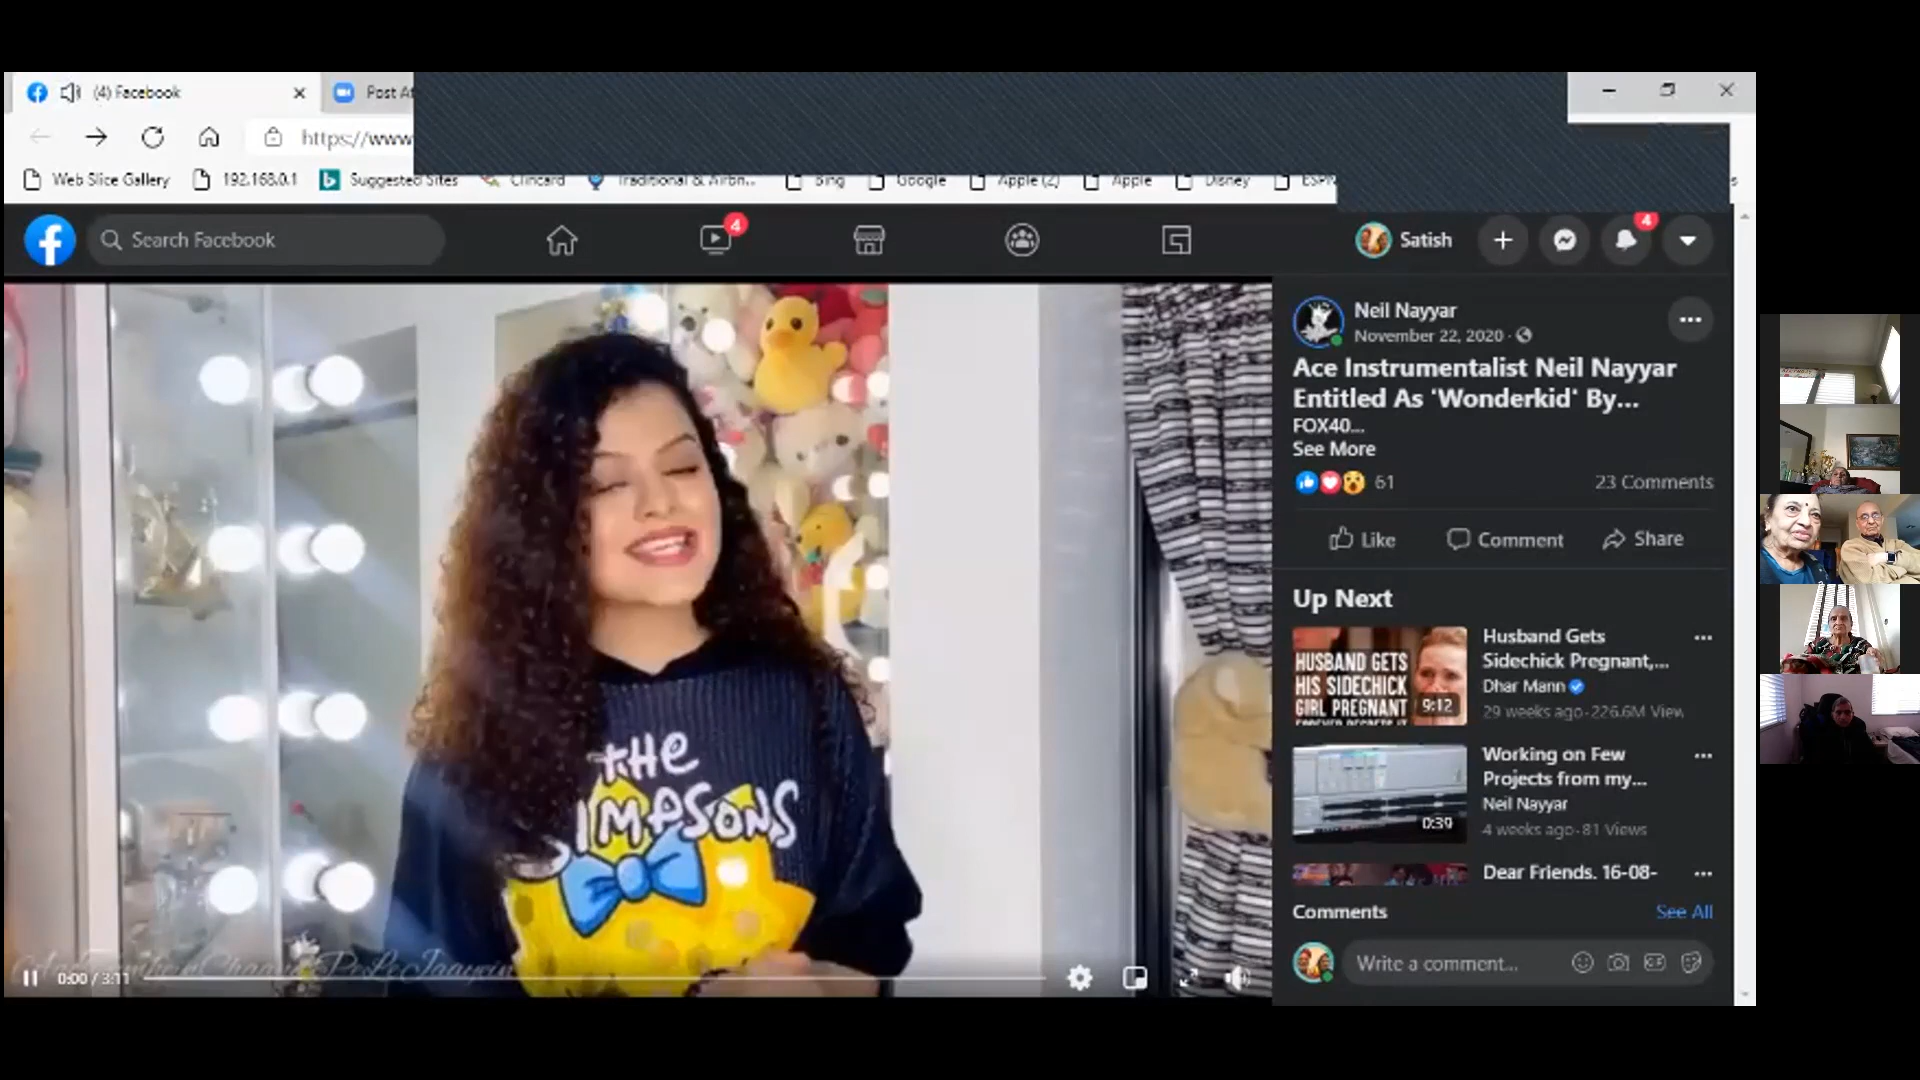 (4) Facebook
Post At
https://www
Web Slice Gallery
192.168.0.1
Suggested Sites
Clincard
Traditional & Airbn...
Bing
Google
Apple (2)
Apple
Disney
ESPN
Search Facebook
4
Satish
4
Neil Nayyar
November 22, 2020
Ace Instrumentalist Neil Nayyar
Entitled As 'Wonderkid' By...
FOX40...
See More
61
23 Comments
Like
Comment
Share
Up Next
HUSBAND GETS
HIS SIDECHICK
GIRL PREGNANT
9:12
Husband Gets
Sidechick Pregnant,...
Dhar Mann
29 weeks ago·226.6M View
0:39
Working on Few
Projects from my...
Neil Nayyar
4 weeks ago·81 Views
Dear Friends. 16-08-
Comments
See All
Write a comment...
THE
SIMPSONS
0:00 / 3:11